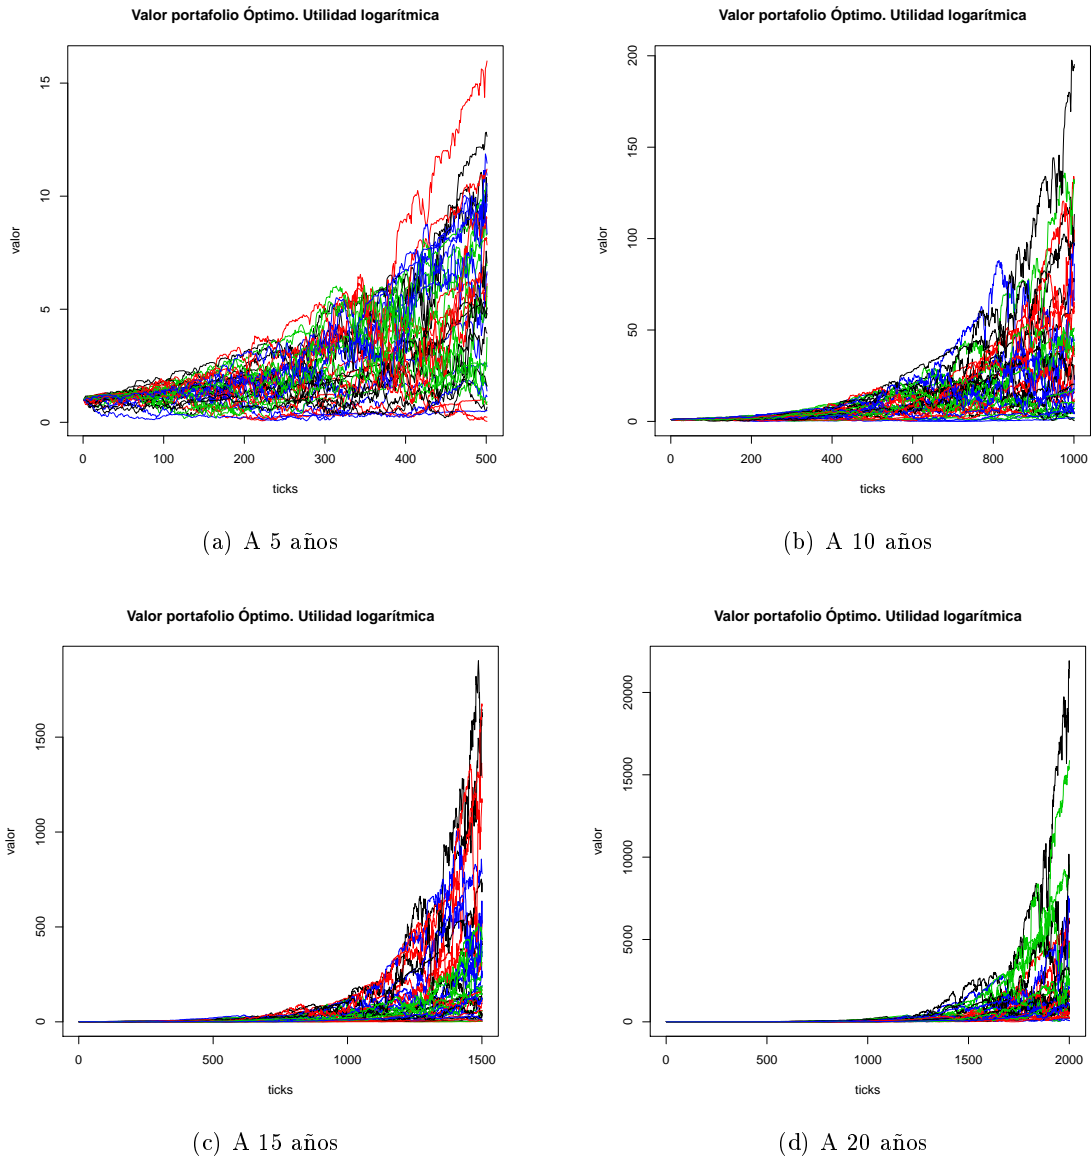 Valor portafolio Óptimo. Utilidad logarítmica
valor
15
10
5
0
0 100 200 300 400 500
ticks
(a) A 5 años
Valor portafolio Óptimo. Utilidad logarítmica
valor
200
150
100
50
0
0 200 400 600 800 1000
ticks
(b) A 10 años
Valor portafolio Óptimo. Utilidad logarítmica
valor
1500
1000
500
0
0 500 1000 1500
ticks
(c) A 15 años
Valor portafolio Óptimo. Utilidad logarítmica
valor
20000
15000
10000
5000
0
0 500 1000 1500 2000
ticks
(d) A 20 años